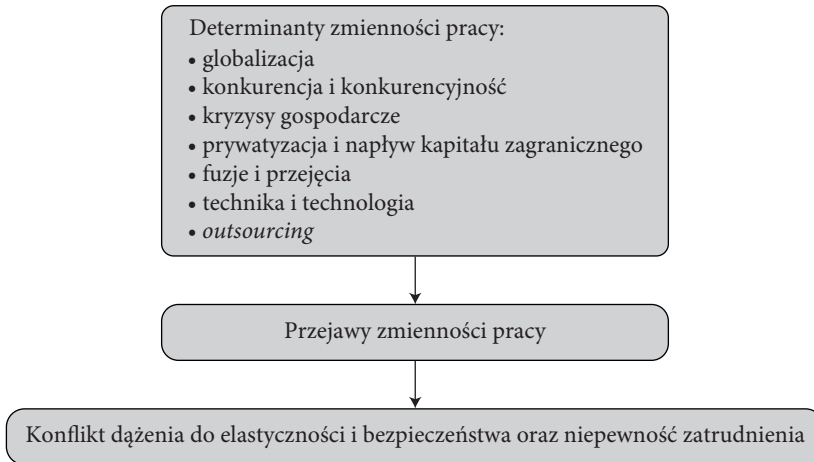 Determinanty zmienności pracy:
• globalizacja
• konkurencja i konkurencyjność
• kryzysy gospodarcze
• prywatyzacja i napływ kapitału zagranicznego
• fuzje i przejęcia
• technika i technologia
• outsourcing
Przejawy zmienności pracy
Konflikt dążenia do elastyczności i bezpieczeństwa oraz niepewność zatrudnienia